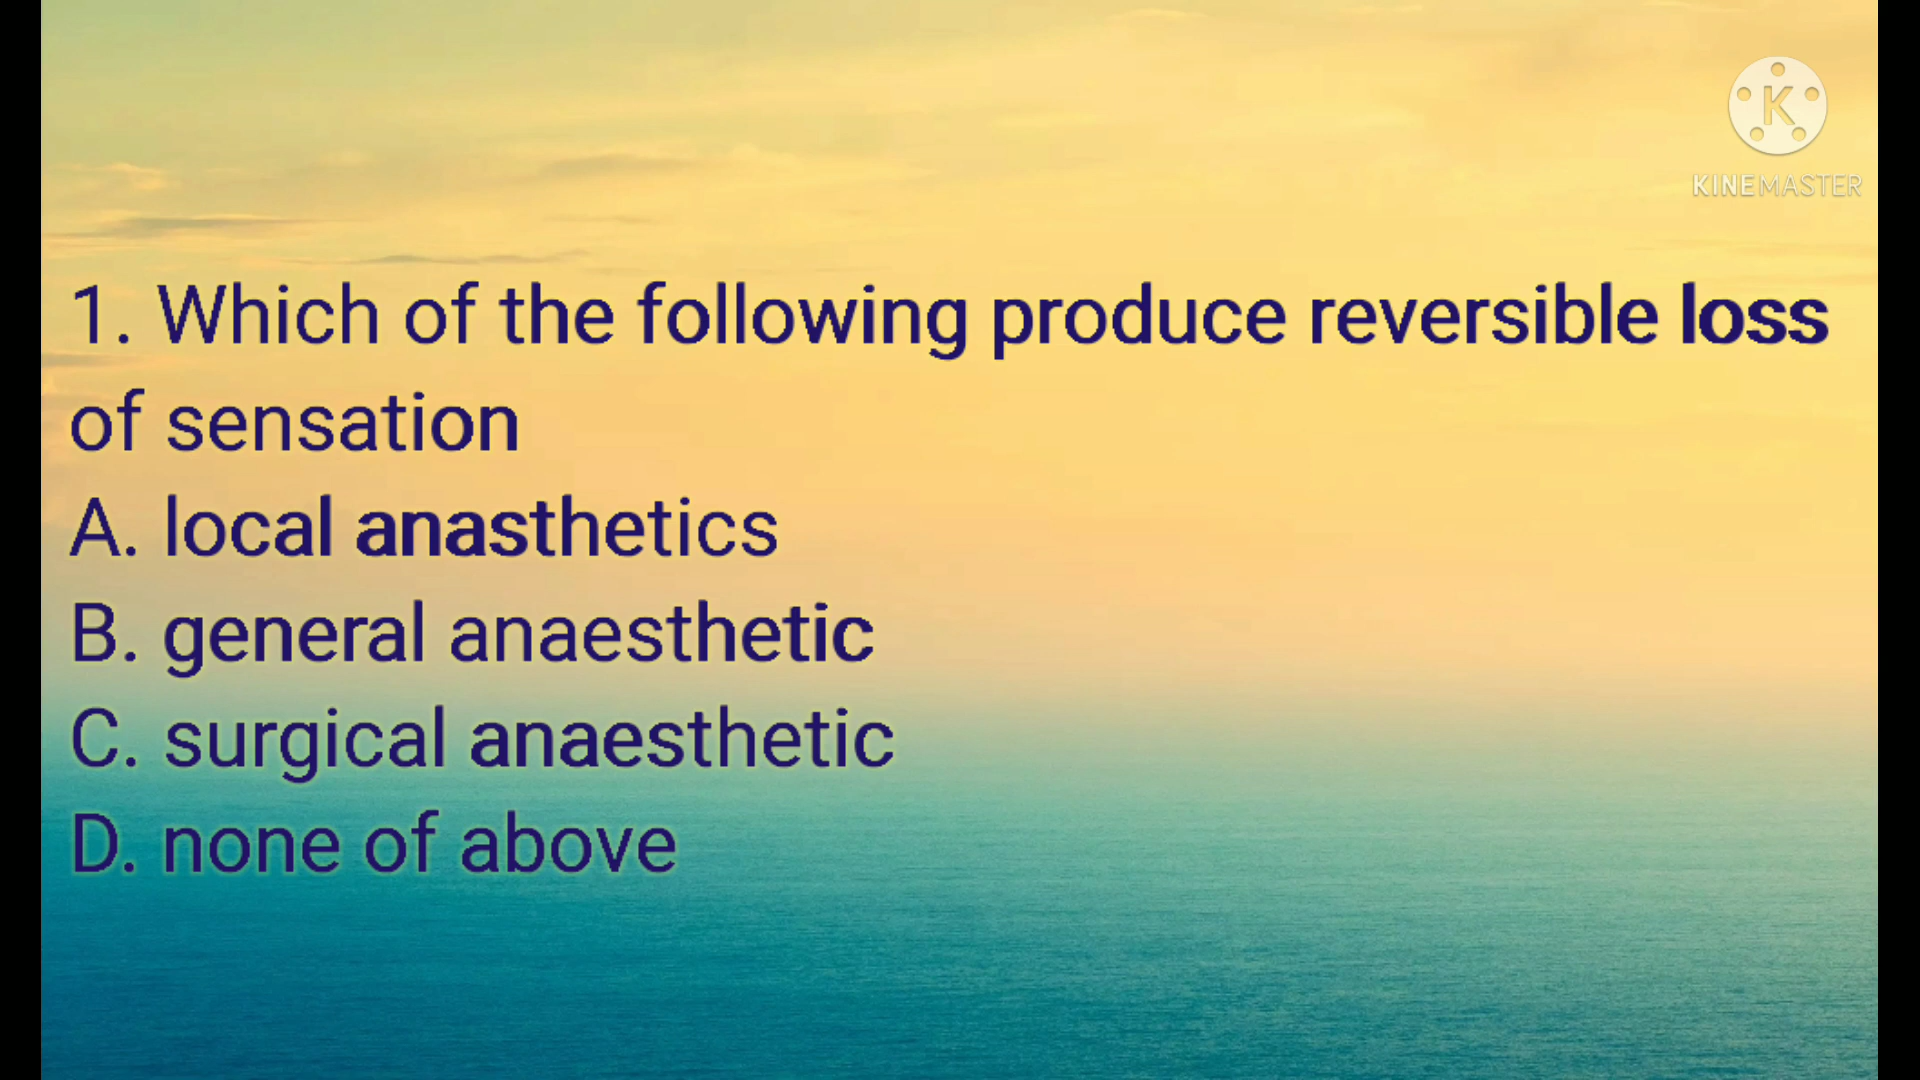 K
KINEMASTER
1. Which of the following produce reversible loss
of sensation
A. local anasthetics
B. general anaesthetic
C. surgical anaesthetic
D. none of above